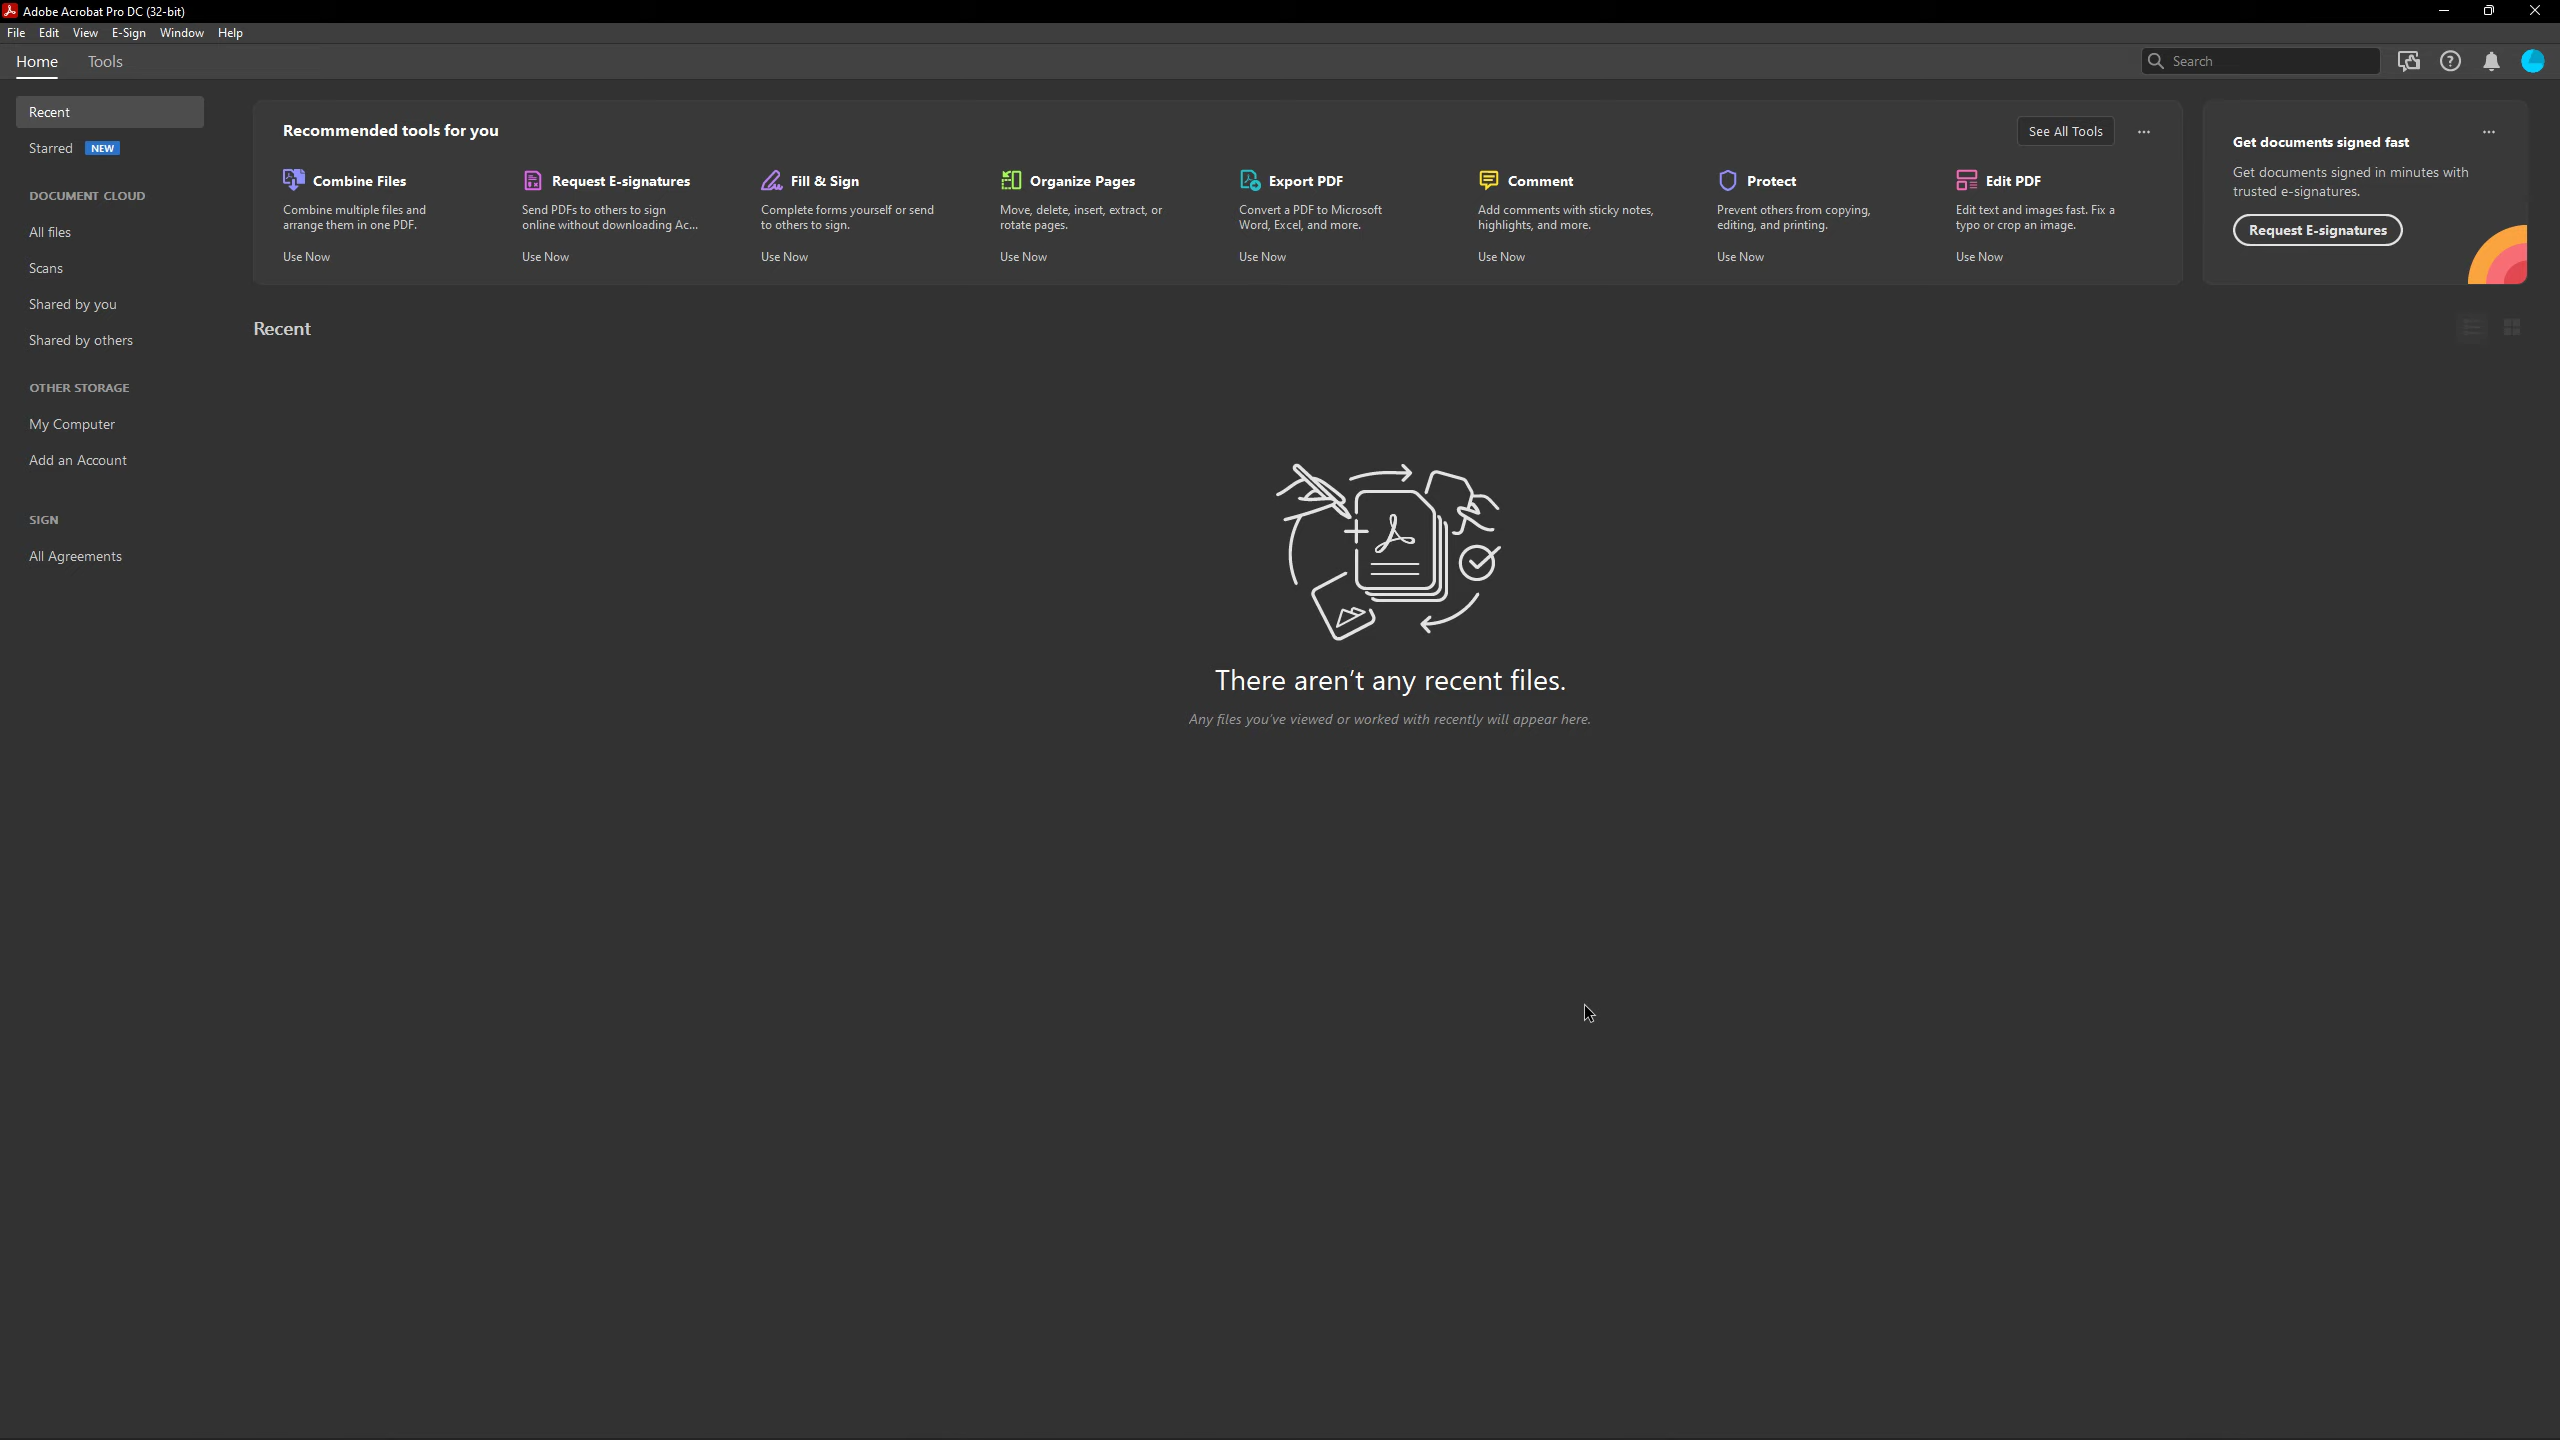 Adobe Acrobat Pro DC (32-bit)
File Edit View E-Sign Window Help
Home Tools
Search
Recent
Starred NEW
DOCUMENT CLOUD
All files
Scans
Shared by you
Shared by others
OTHER STORAGE
My Computer
Add an Account
SIGN
All Agreements
Recommended tools for you
See All Tools
Combine Files
Combine multiple files and
arrange them in one PDF.
Use Now
Request E-signatures
Send PDFs to others to sign
online without downloading Ac...
Use Now
Fill & Sign
Complete forms yourself or send
to others to sign.
Use Now
Organize Pages
Move, delete, insert, extract, or
rotate pages.
Use Now
Export PDF
Convert a PDF to Microsoft
Word, Excel, and more.
Use Now
Comment
Add comments with sticky notes,
highlights, and more.
Use Now
Protect
Prevent others from copying,
editing, and printing.
Use Now
Edit PDF
Edit text and images fast. Fix a
typo or crop an image.
Use Now
Get documents signed fast
Get documents signed in minutes with
trusted e-signatures.
Request E-signatures
Recent
There aren't any recent files.
Any files you've viewed or worked with recently will appear here.